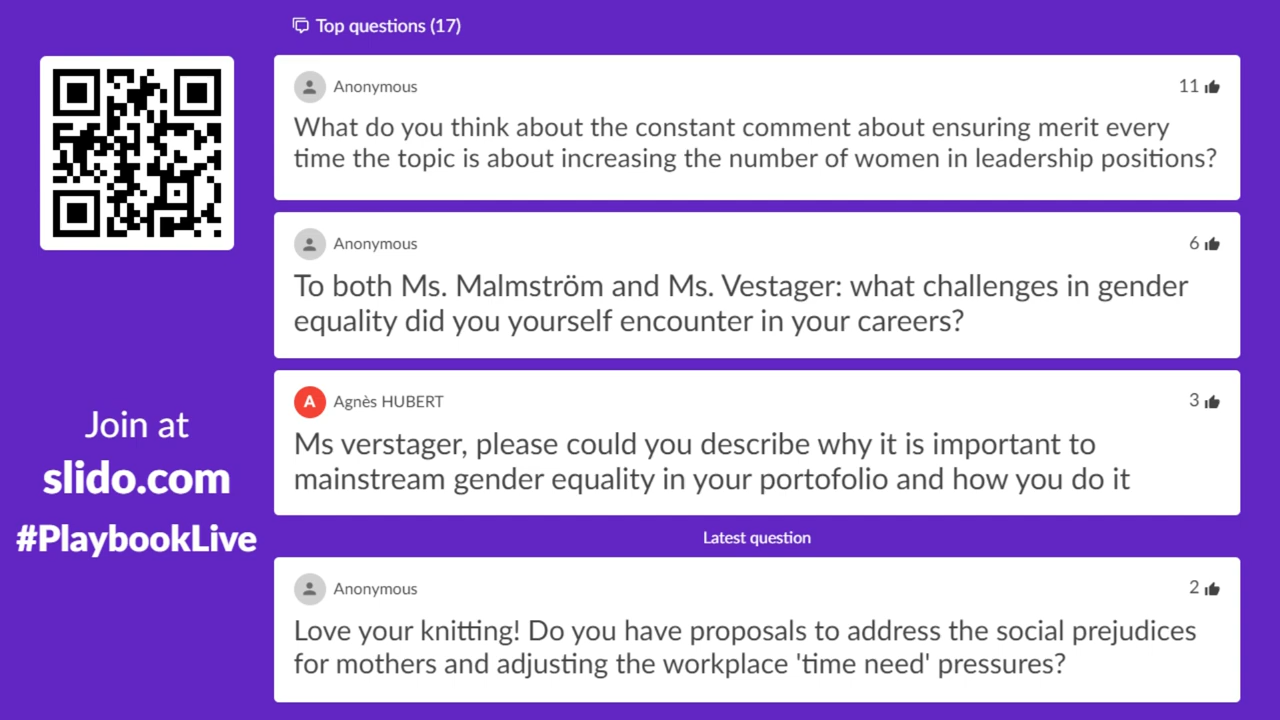 Top questions (17)
Anonymous
11
What do you think about the constant comment about ensuring merit every
time the topic is about increasing the number of women in leadership positions?
Anonymous
6
To both Ms. Malmström and Ms. Vestager: what challenges in gender
equality did you yourself encounter in your careers?
A
Agnès HUBERT
3
Ms verstager, please could you describe why it is important to
mainstream gender equality in your portofolio and how you do it
Latest question
Anonymous
2
Love your knitting! Do you have proposals to address the social prejudices
for mothers and adjusting the workplace 'time need' pressures?
Join at
slido.com
#PlaybookLive